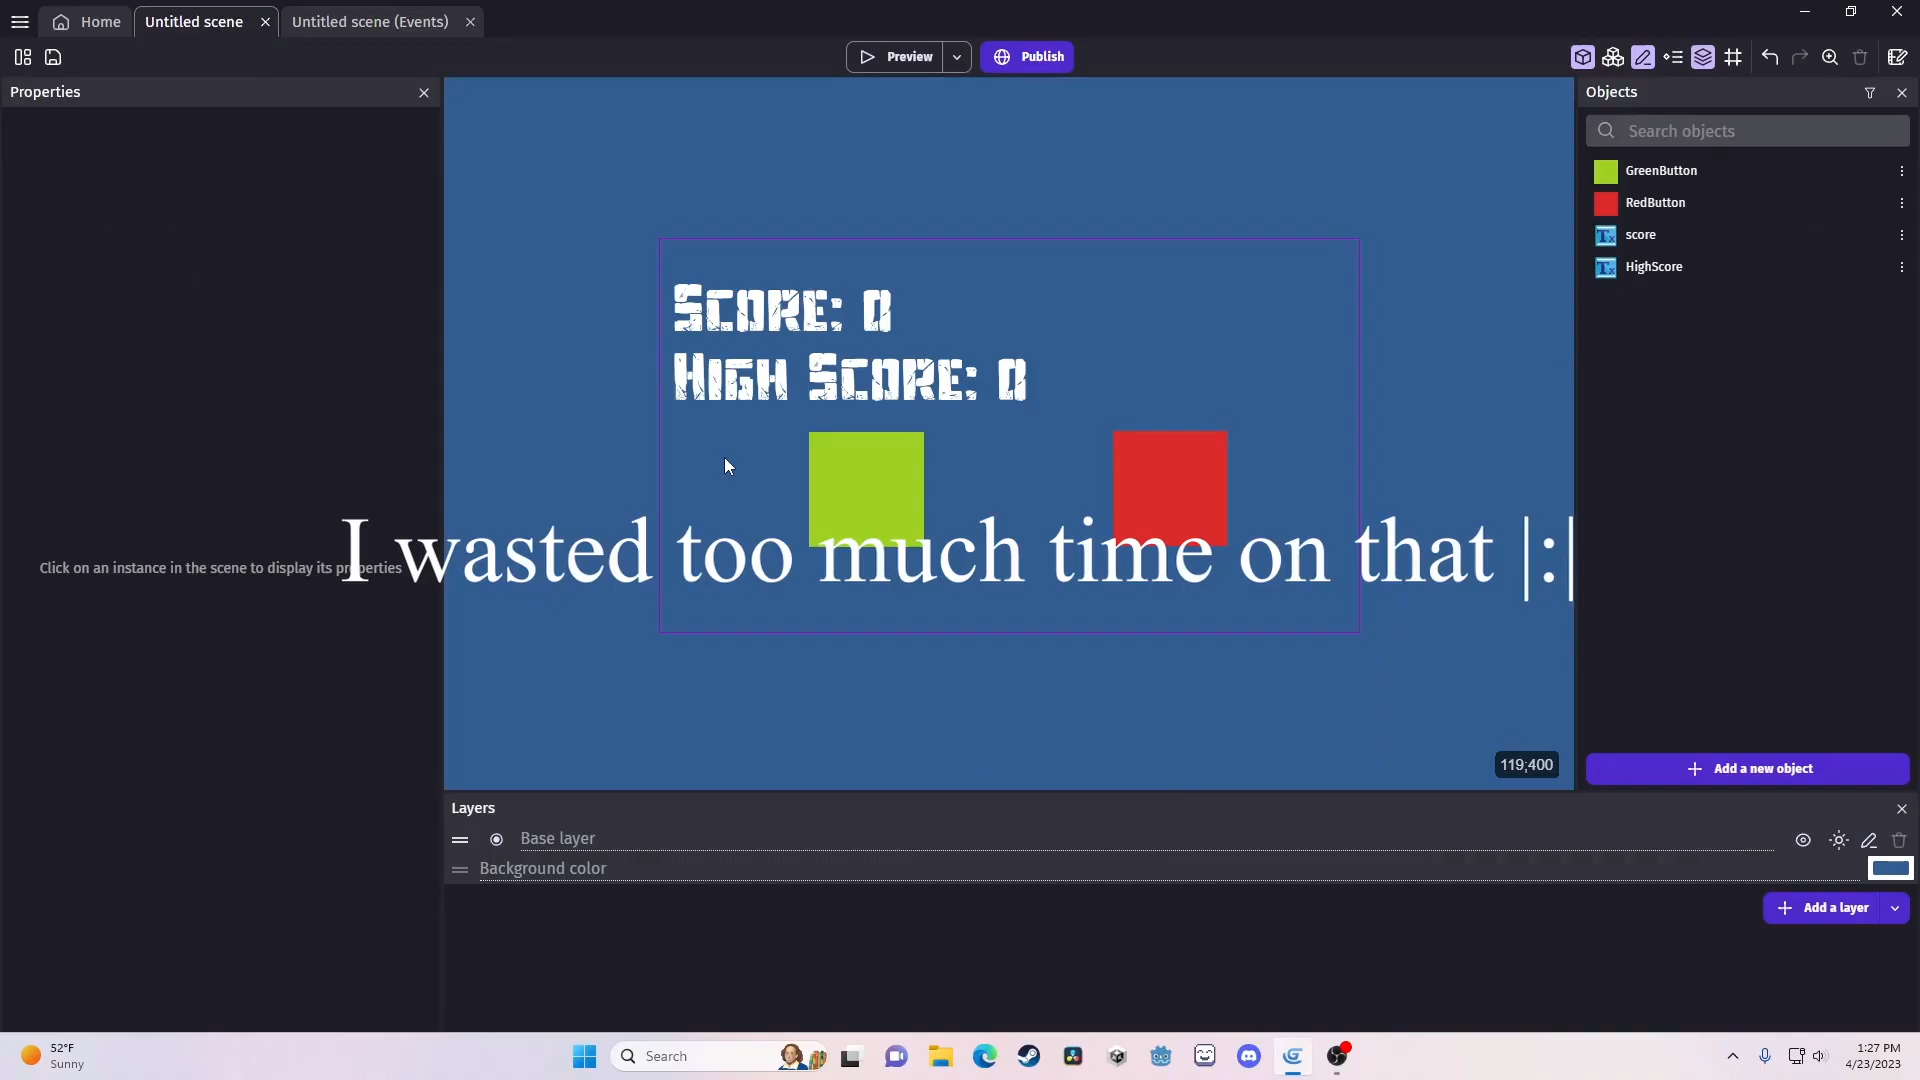 Home
Untitled scene
Untitled scene (Events)
Preview
Publish
Properties
Objects
Search objects
GreenButton
RedButton
score
HighScore
Score: 0
High Score: 0
Click on an instance in the scene to display its properties
I wasted too much time on that |:|
119;400
Add a new object
Layers
Base layer
Background color
Add a layer
52°F
Sunny
Search
1:27 PM
4/23/2023